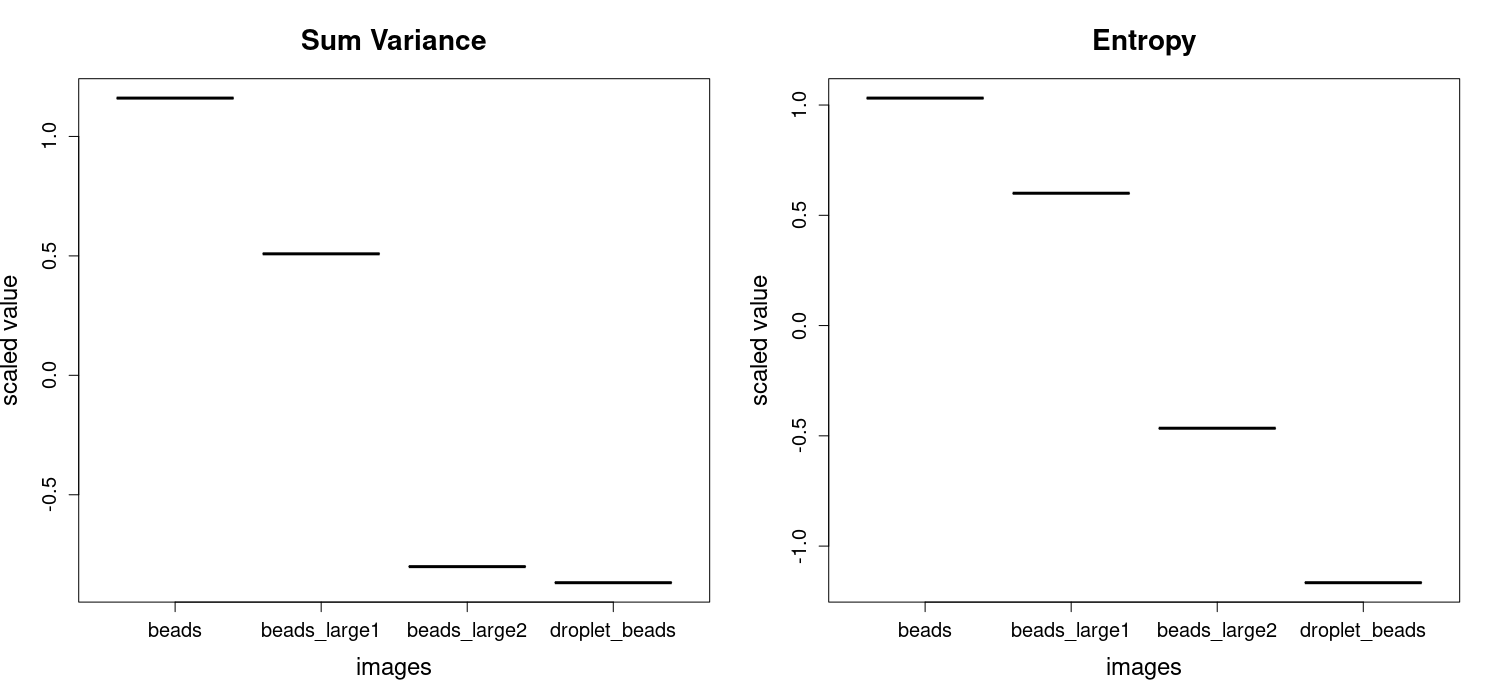 Sum Variance
scaled value
1.0
0.5
0.0
-0.5
beads beads_large1 beads_large2 droplet_beads
images
Entropy
scaled value
1.0
0.5
0.0
-0.5
-1.0
beads beads_large1 beads_large2 droplet_beads
images